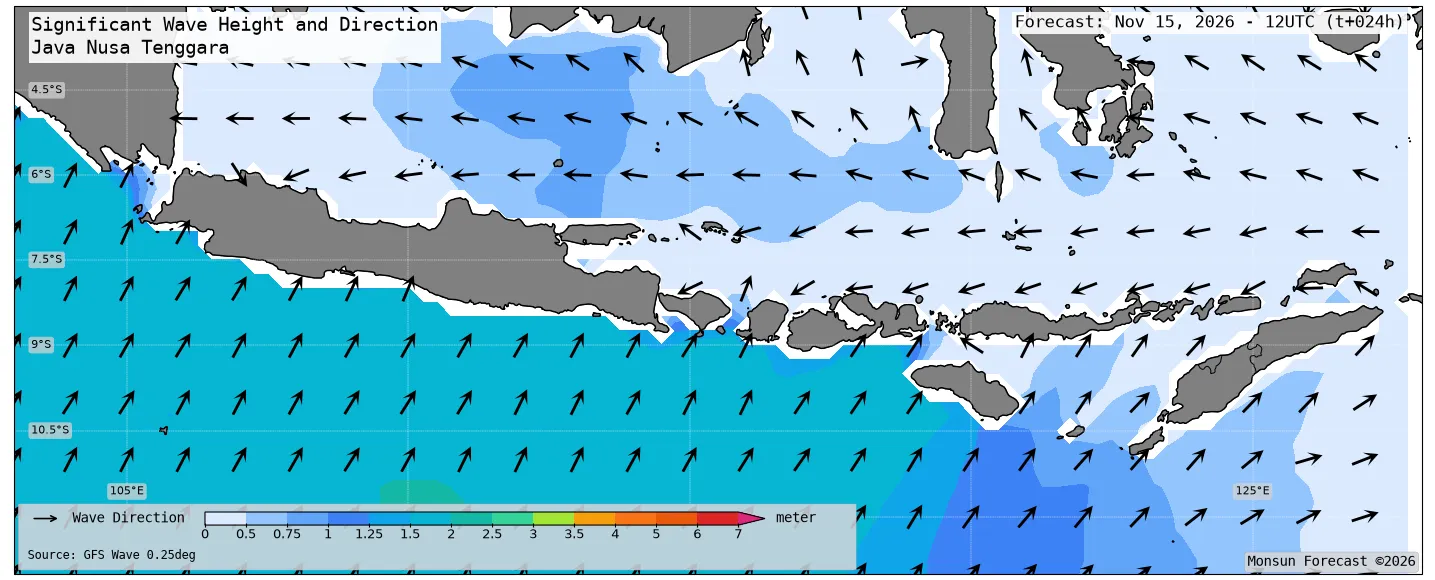 Significant Wave Height and Direction
Java Nusa Tenggara
Forecast: Nov 15, 2026 - 12UTC (t+024h)
4.5°S
6°S
7.5°S
9°S
10.5°S
105°E
125°E
Wave Direction
0 0.5 0.75 1 1.25 1.5 2 2.5 3 3.5 4 5 6 7
meter
Source: GFS Wave 0.25deg
Monsun Forecast ©2026